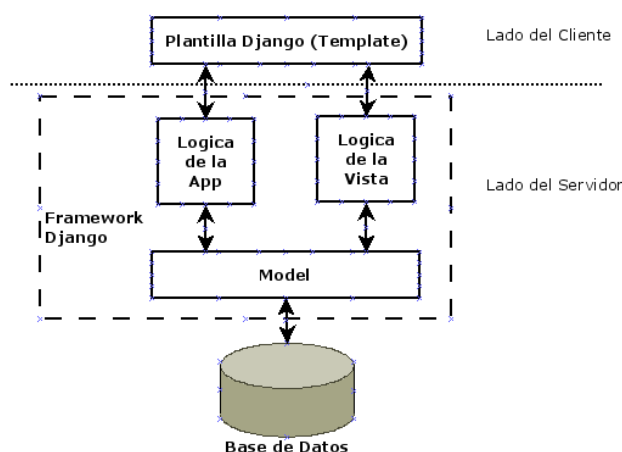 Plantilla Django (Template)
Lado del Cliente
Logica
de la
App
Logica
de la
Vista
Lado del Servidor
Framework
Django
Model
Base de Datos